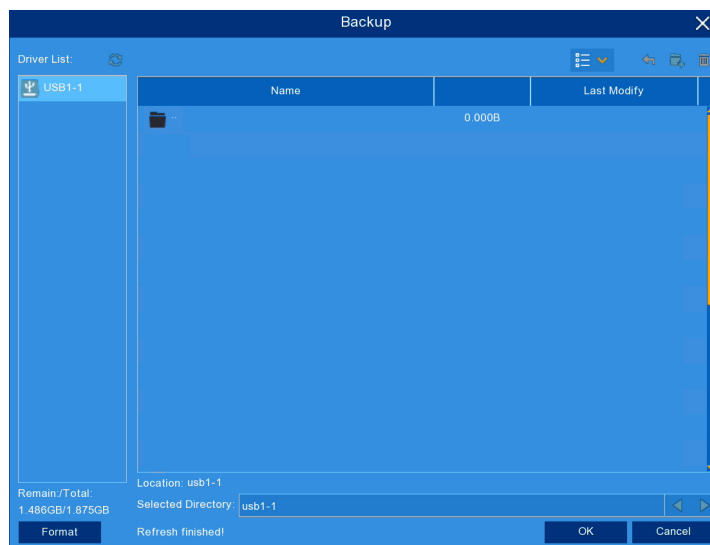 Backup
Driver List:
USB1-1
Name Last Modify
.. 0.000B
Location: usb1-1
Remain:/Total:
1.486GB/1.875GB
Selected Directory: usb1-1
Format Refresh finished! OK Cancel